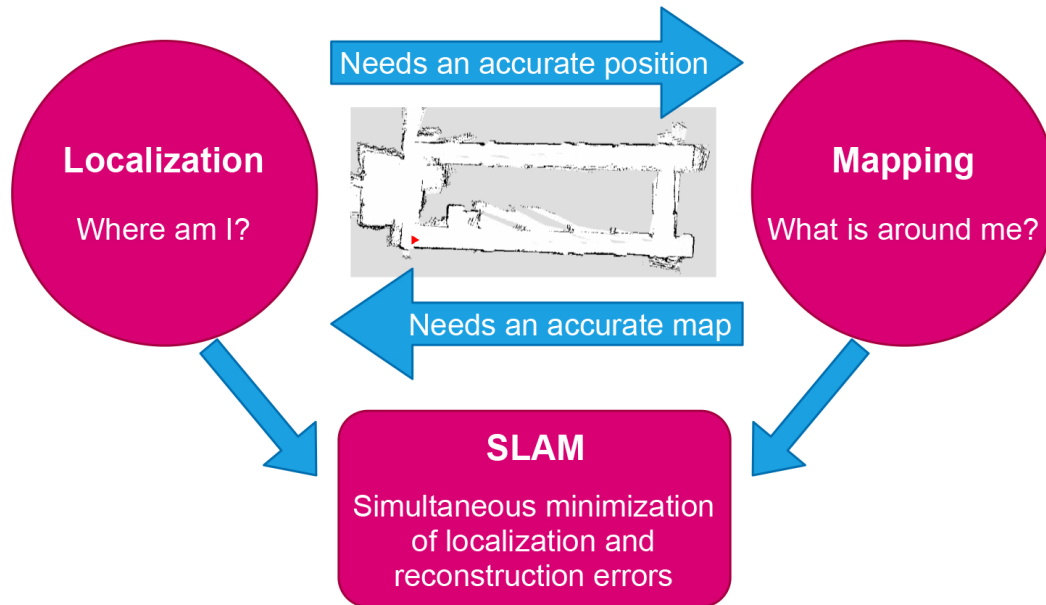 Needs an accurate position
Localization
Where am I?
Mapping
What is around me?
Needs an accurate map
SLAM
Simultaneous minimization
of localization and
reconstruction errors